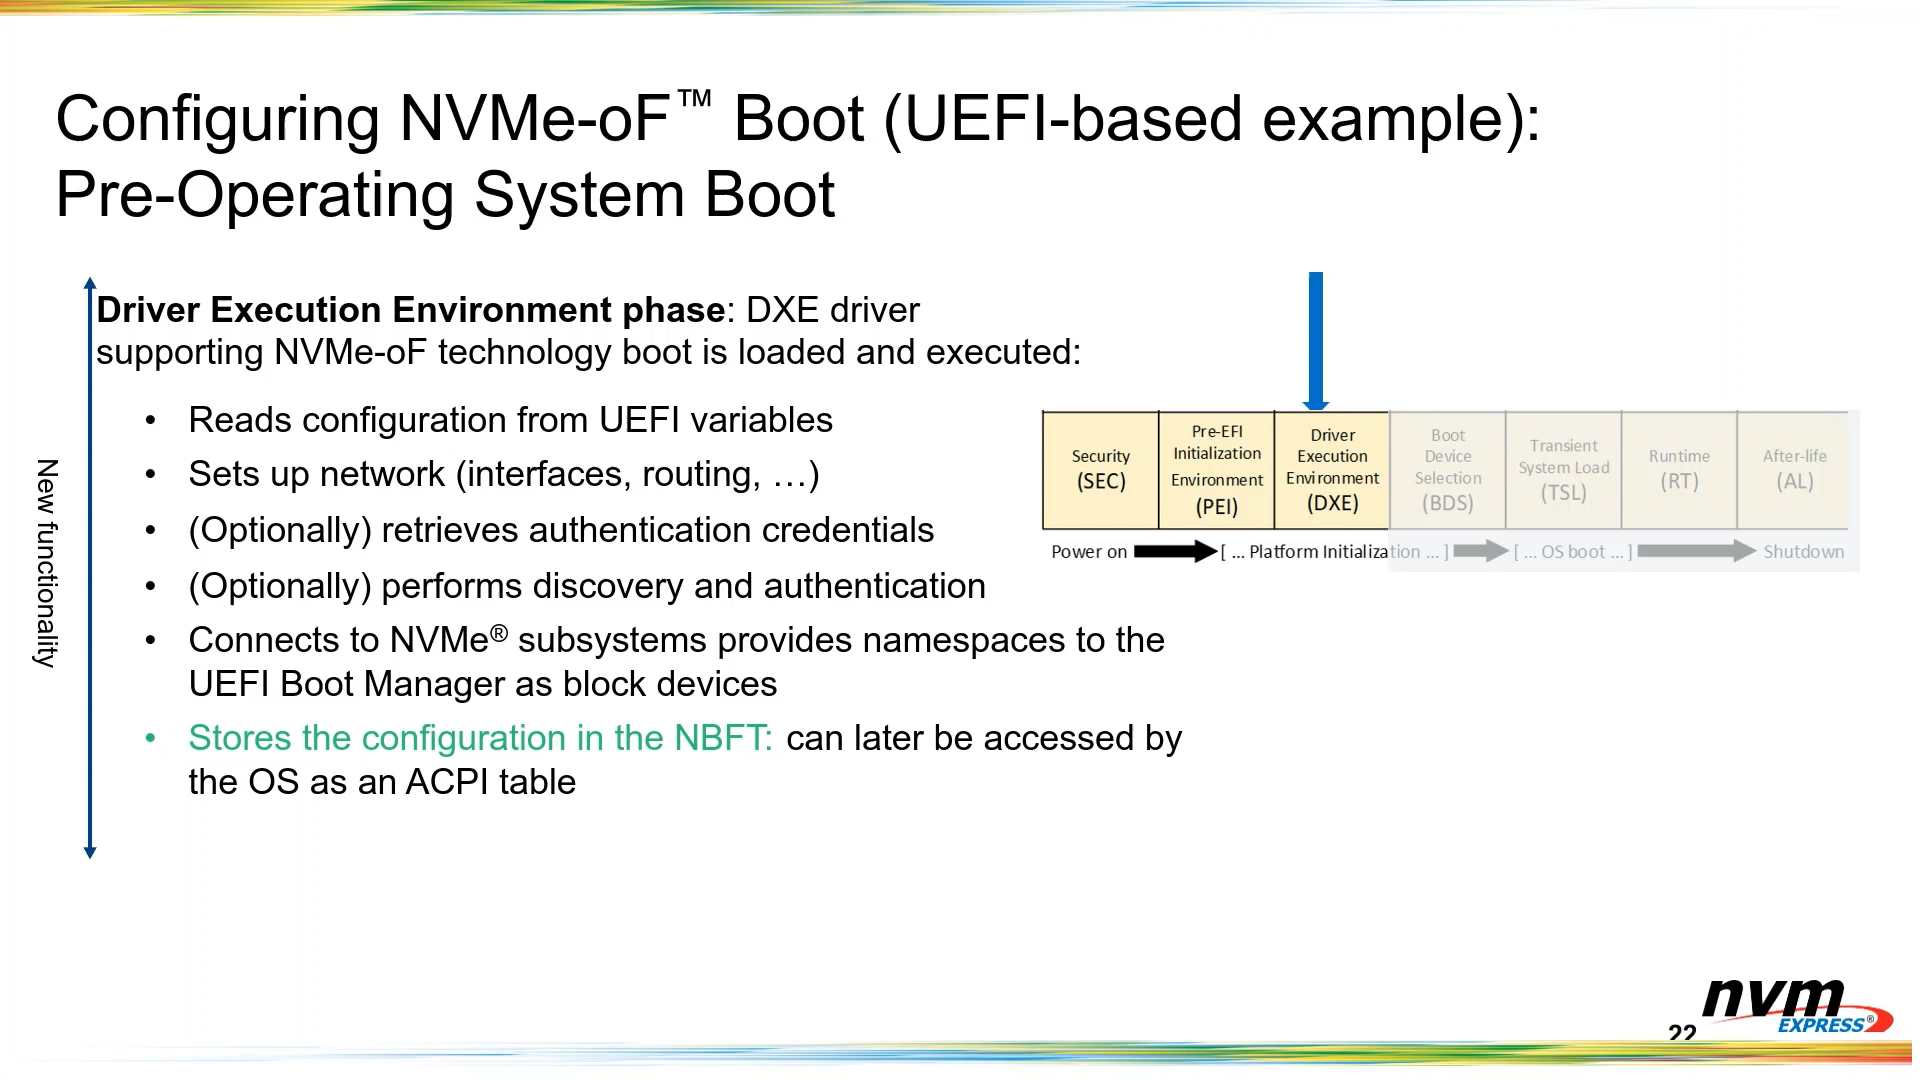 Configuring NVMe-oF™ Boot (UEFI-based example):
Pre-Operating System Boot
New functionality
Driver Execution Environment phase: DXE driver
supporting NVMe-oF technology boot is loaded and executed:
• Reads configuration from UEFI variables
• Sets up network (interfaces, routing, …)
• (Optionally) retrieves authentication credentials
• (Optionally) performs discovery and authentication
• Connects to NVMe® subsystems provides namespaces to the
UEFI Boot Manager as block devices
• Stores the configuration in the NBFT: can later be accessed by
the OS as an ACPI table
Security
(SEC)
Pre-EFI
Initialization
Environment
(PEI)
Driver
Execution
Environment
(DXE)
Boot
Device
Selection
(BDS)
Transient
System Load
(TSL)
Runtime
(RT)
After-life
(AL)
Power on [ ... Platform Initialization ... ] [ ... OS boot ... ] Shutdown
nvm
EXPRESS®
22